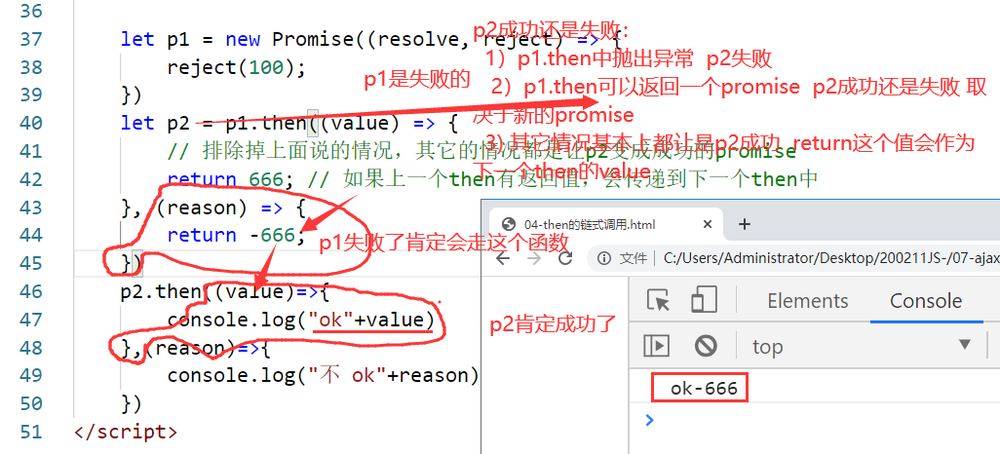 36
37 let p1 = new Promise((resolve, reject) => {
38 reject(100);
39 })
40 let p2 = p1.then((value) => {
41 // 排除掉上面说的情况，其它的情况都是让p2变成成功的promise
42 return 666; // 如果上一个then有返回值，会传递到下一个then中
43 }, (reason) => {
44 return -666;
45 })
46 p2.then((value)=>{
47 console.log("ok"+value)
48 },(reason)=>{
49 console.log("不 ok"+reason)
50 })
51 </script>
p2成功还是失败：
1）p1.then中抛出异常 p2失败
2）p1.then可以返回一个promise p2成功还是失败 取
决于新的promise
3）其它情况基本上都让是p2成功 return这个值会作为
下一个then的value
p1是失败的
p1失败了肯定会走这个函数
p2肯定成功了
04-then的链式调用.html
文件 C:/Users/Administrator/Desktop/200211JS-/07-ajax
Elements Console
top
ok-666